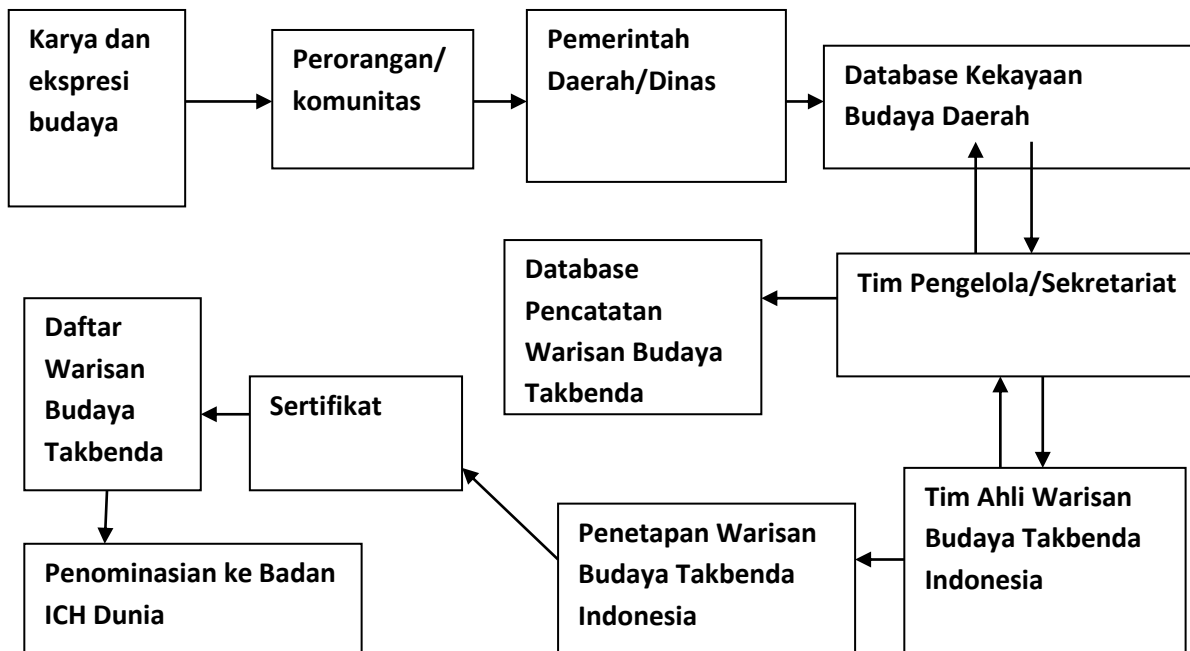 Karya dan
ekspresi
budaya
Perorangan/
komunitas
Pemerintah
Daerah/Dinas
Database Kekayaan
Budaya Daerah
Tim Pengelola/Sekretariat
Database
Pencatatan
Warisan Budaya
Takbenda
Tim Ahli Warisan
Budaya Takbenda
Indonesia
Penetapan Warisan
Budaya Takbenda
Indonesia
Sertifikat
Daftar
Warisan
Budaya
Takbenda
Penominasian ke Badan
ICH Dunia